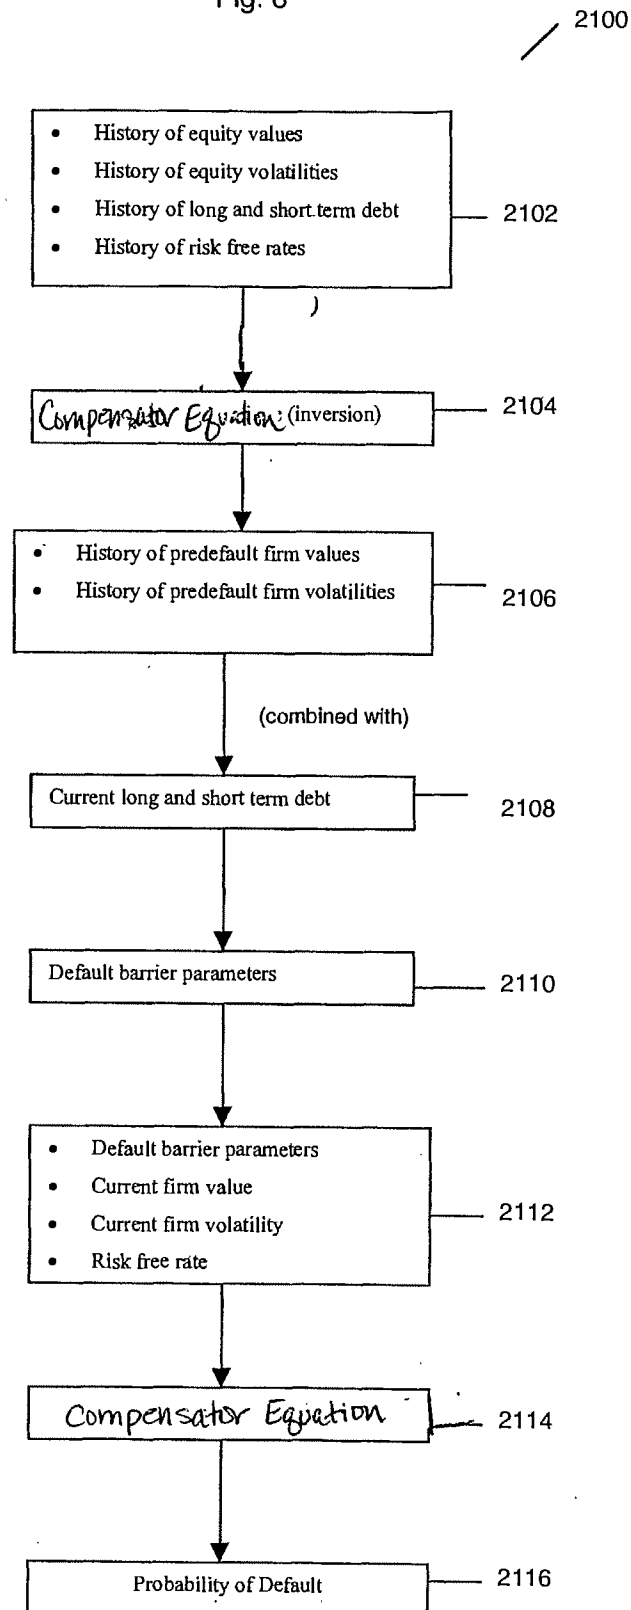 2100
• History of equity values
• History of equity volatilities
• History of long and short term debt
• History of risk free rates
2102
Compensator Equation: (inversion)
2104
• History of predefault firm values
• History of predefault firm volatilities
2106
(combined with)
Current long and short term debt
2108
Default barrier parameters
2110
• Default barrier parameters
• Current firm value
• Current firm volatility
• Risk free rate
2112
Compensator Equation
2114
Probability of Default
2116